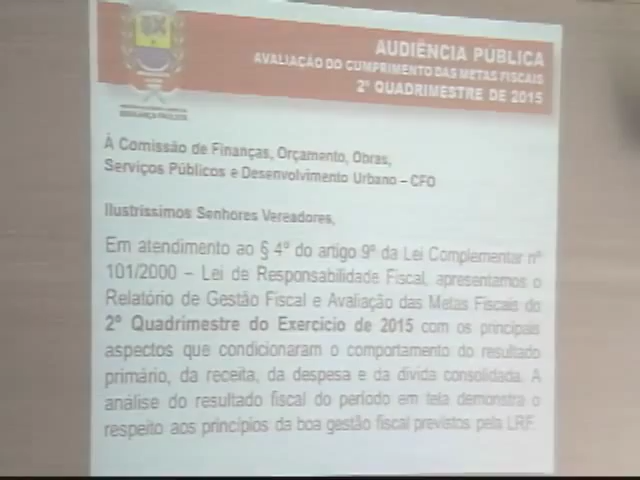 AUDIÊNCIA PÚBLICA
AVALIAÇÃO DO CUMPRIMENTO DAS METAS FISCAIS
2º QUADRIMESTRE DE 2015
À Comissão de Finanças, Orçamento, Obras,
Serviços Públicos e Desenvolvimento Urbano – CFO
Ilustríssimos Senhores Vereadores,
Em atendimento ao § 4º do artigo 9º da Lei Complementar nº
101/2000 – Lei de Responsabilidade Fiscal, apresentamos o
Relatório de Gestão Fiscal e Avaliação das Metas Fiscais do
2º Quadrimestre do Exercício de 2015 com os principais
aspectos que condicionaram o comportamento do resultado
primário, da receita, da despesa e da dívida consolidada. A
análise do resultado fiscal do período em tela demonstra o
respeito aos princípios da boa gestão fiscal previstos pela LRF.